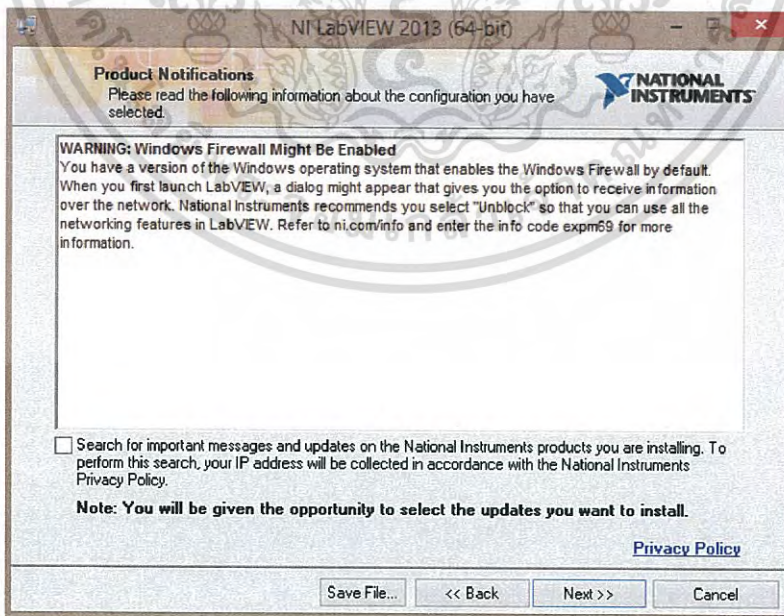 NI LabVIEW 2013 (64-bit)
Product Notifications
Please read the following information about the configuration you have
selected.
NATIONAL
INSTRUMENTS
WARNING: Windows Firewall Might Be Enabled
You have a version of the Windows operating system that enables the Windows Firewall by default.
When you first launch LabVIEW, a dialog might appear that gives you the option to receive information
over the network. National Instruments recommends you select "Unblock" so that you can use all the
networking features in LabVIEW. Refer to ni.com/info and enter the info code expm69 for more
information.
Search for important messages and updates on the National Instruments products you are installing. To
perform this search, your IP address will be collected in accordance with the National Instruments
Privacy Policy.
Note: You will be given the opportunity to select the updates you want to install.
Privacy Policy
Save File...
<< Back
Next >>
Cancel